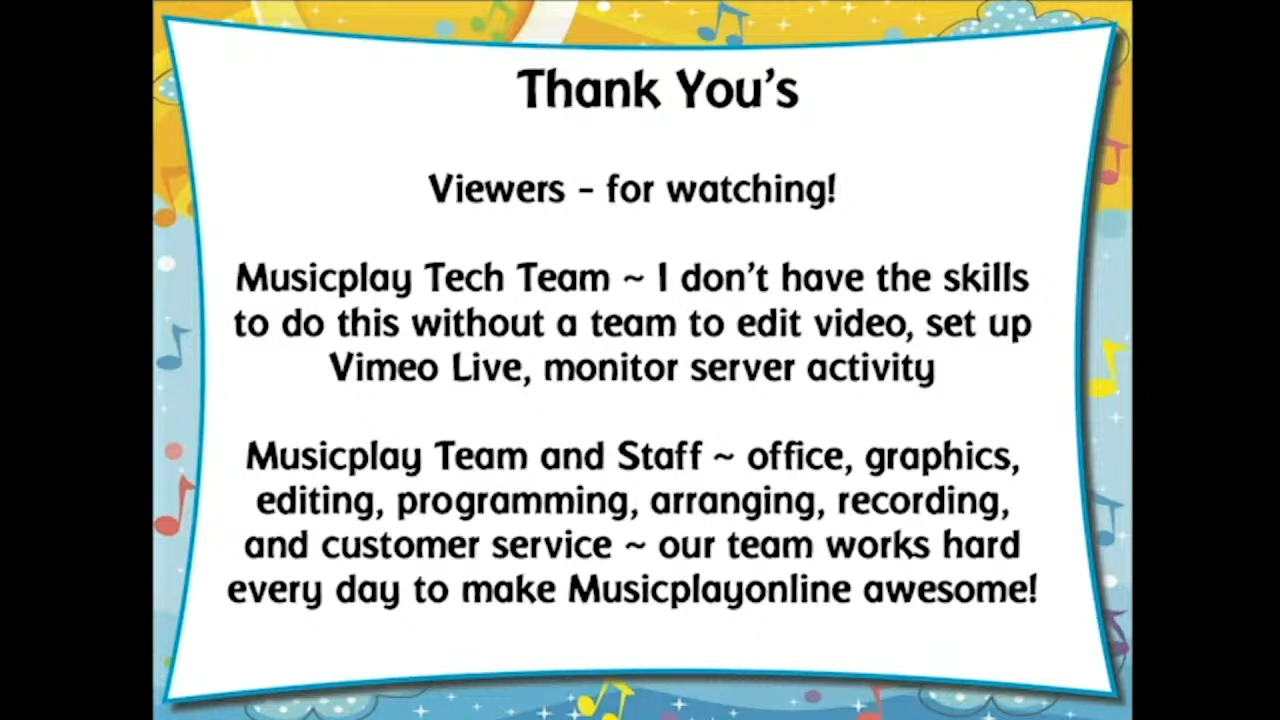 Thank You's
Viewers - for watching!
Musicplay Tech Team ~ I don't have the skills
to do this without a team to edit video, set up
Vimeo Live, monitor server activity
Musicplay Team and Staff ~ office, graphics,
editing, programming, arranging, recording,
and customer service ~ our team works hard
every day to make Musicplayonline awesome!